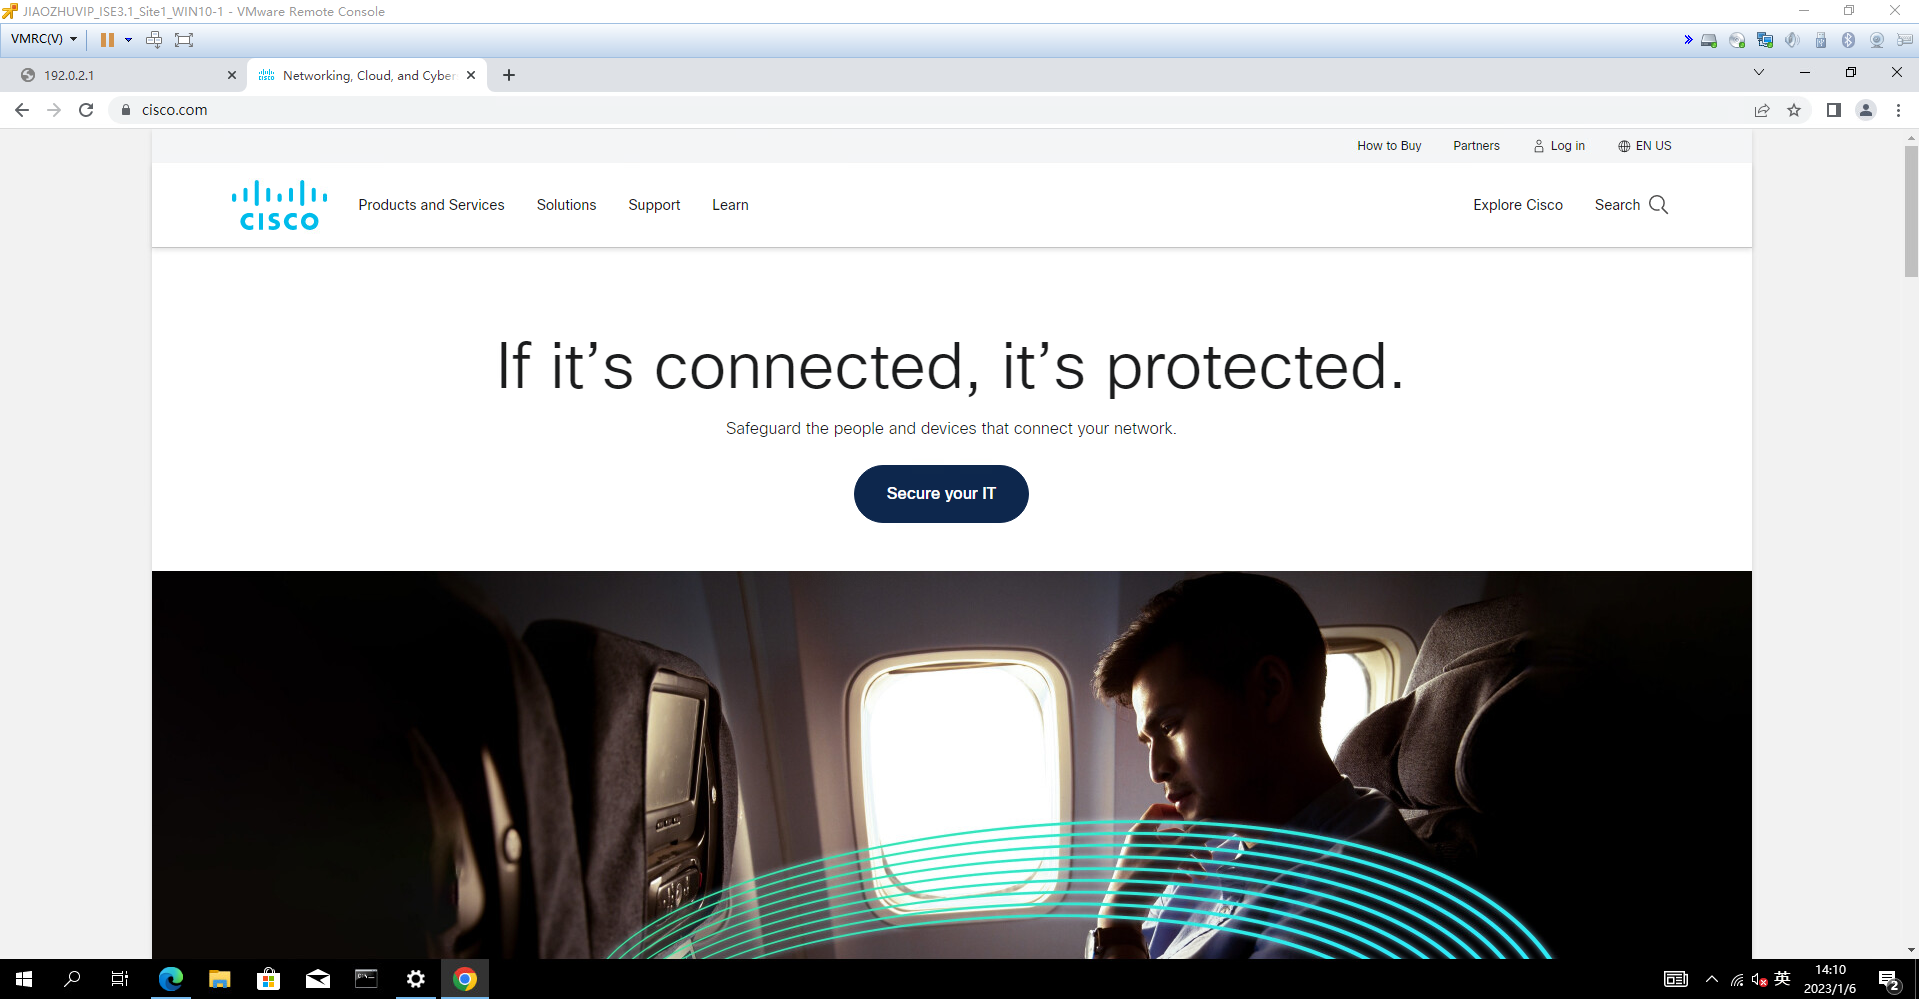 JIAOZHUVIP_ISE3.1_Site1_WIN10-1 - VMware Remote Console
VMRC(V)
192.0.2.1
Networking, Cloud, and Cyber
cisco.com
How to Buy
Partners
Log in
EN US
CISCO
Products and Services
Solutions
Support
Learn
Explore Cisco
Search
If it’s connected, it’s protected.
Safeguard the people and devices that connect your network.
Secure your IT
英
14:10
2023/1/6
2